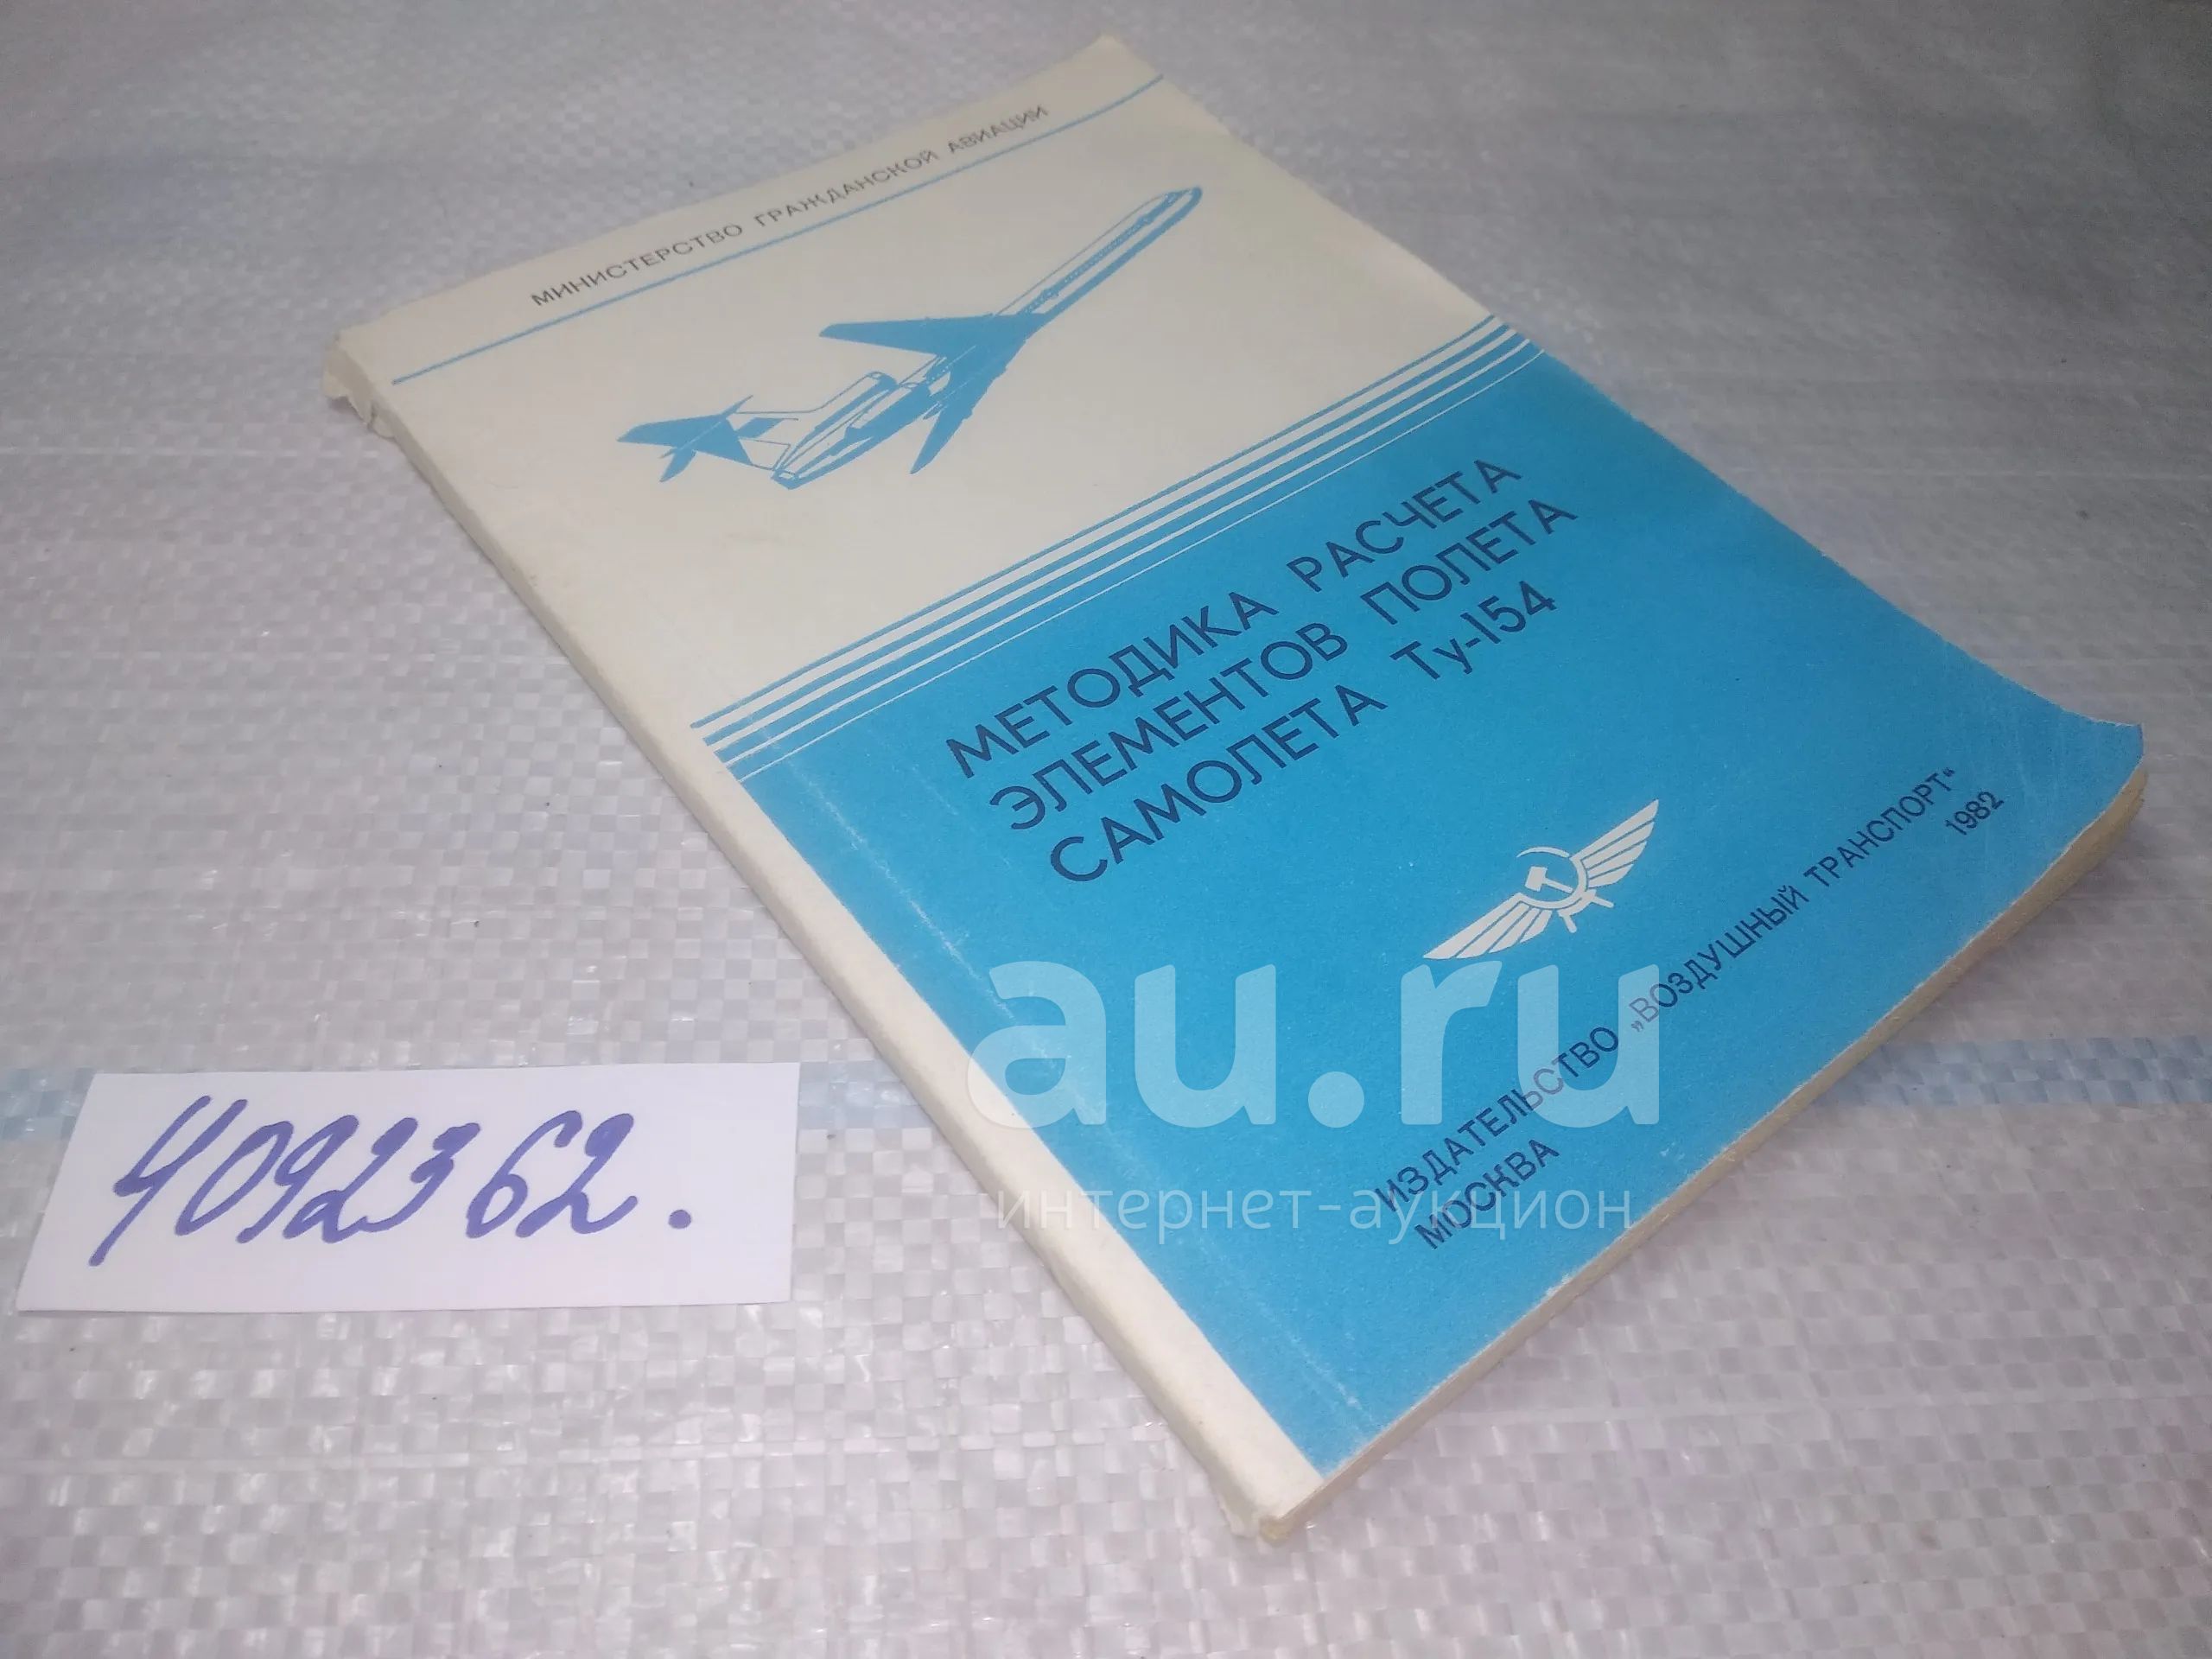 МИНИСТЕРСТВО ГРАЖДАНСКОЙ АВИАЦИИ
МЕТОДИКА РАСЧЕТА
ЭЛЕМЕНТОВ ПОЛЕТА
САМОЛЕТА Ту-154
ИЗДАТЕЛЬСТВО „ВОЗДУШНЫЙ ТРАНСПОРТ“
МОСКВА 1982
4092362.
au.ru
интернет-аукцион